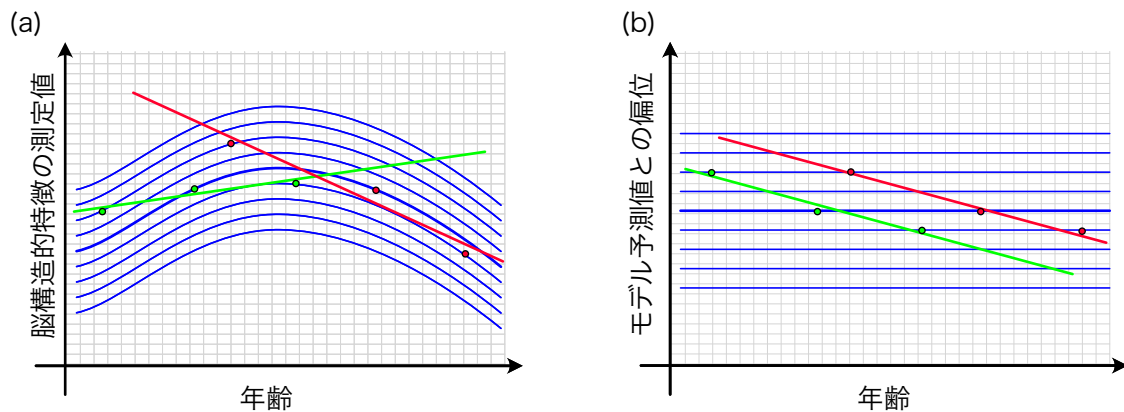 (a)
脳構造的特徴の測定値
年齢
(b)
モデル予測値との偏位
年齢